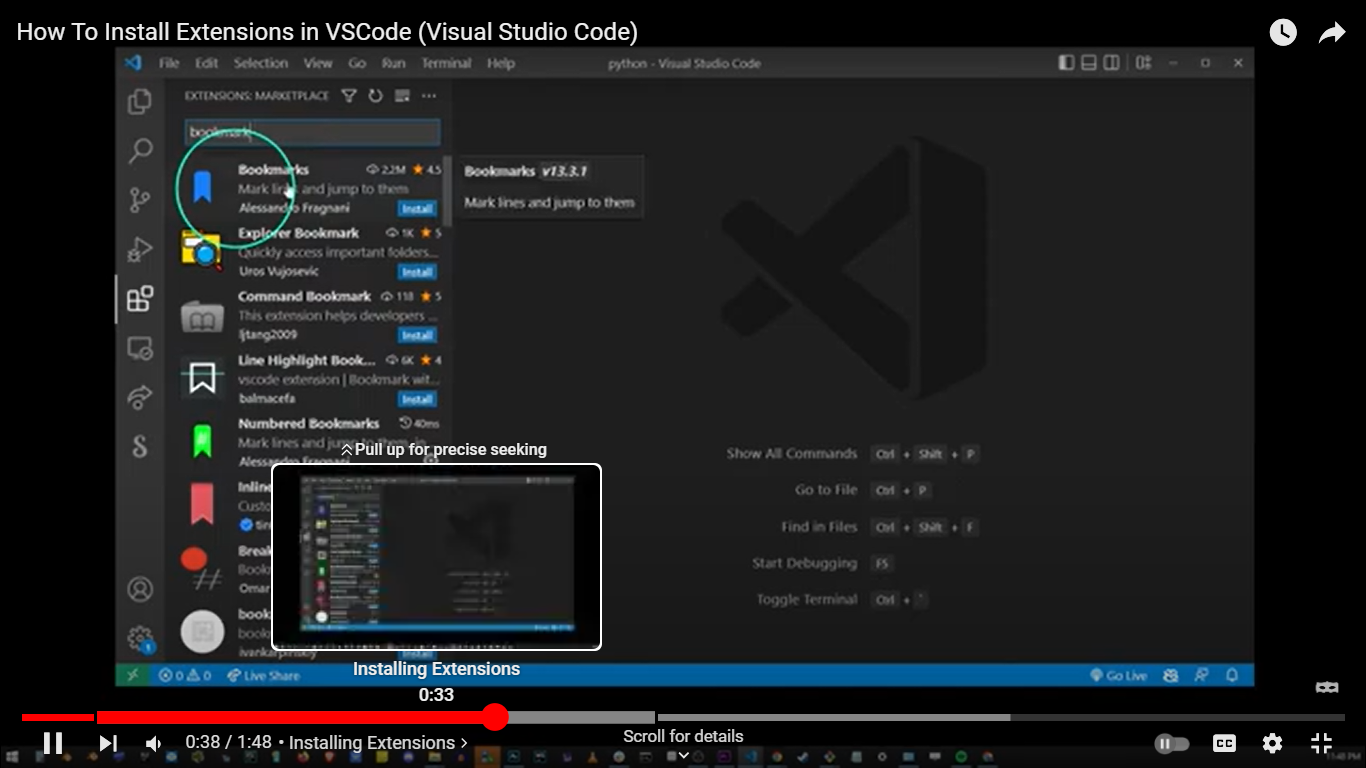 How To Install Extensions in VSCode (Visual Studio Code)
File Edit Selection View Go Run Terminal Help
python - Visual Studio Code
EXTENSIONS: MARKETPLACE
bookmark
Bookmarks 2.2M 4.5
Mark lines and jump to them
Alessandro Fragnani Install
Bookmarks v13.3.1
Mark lines and jump to them
Explorer Bookmark 1K 5
Quickly access important folders...
Uros Vujosevic Install
Command Bookmark 118 5
This extension helps developers ...
ljtang2009 Install
Line Highlight Book... 6K 4
vscode extension | Bookmark wit...
balmacefa Install
Numbered Bookmarks 40ms
Mark lines and jump to them, in
Alessandro Fragnani
Inline
Custo
tin
Break
Book
Omar
book
book
ivankarpinskiy Install
Show All Commands Ctrl + Shift + P
Go to File Ctrl + P
Find in Files Ctrl + Shift + F
Start Debugging F5
Toggle Terminal Ctrl + `
Pull up for precise seeking
Installing Extensions
0:33
0 0 Live Share
Go Live
0:38 / 1:48 • Installing Extensions
Scroll for details
CC